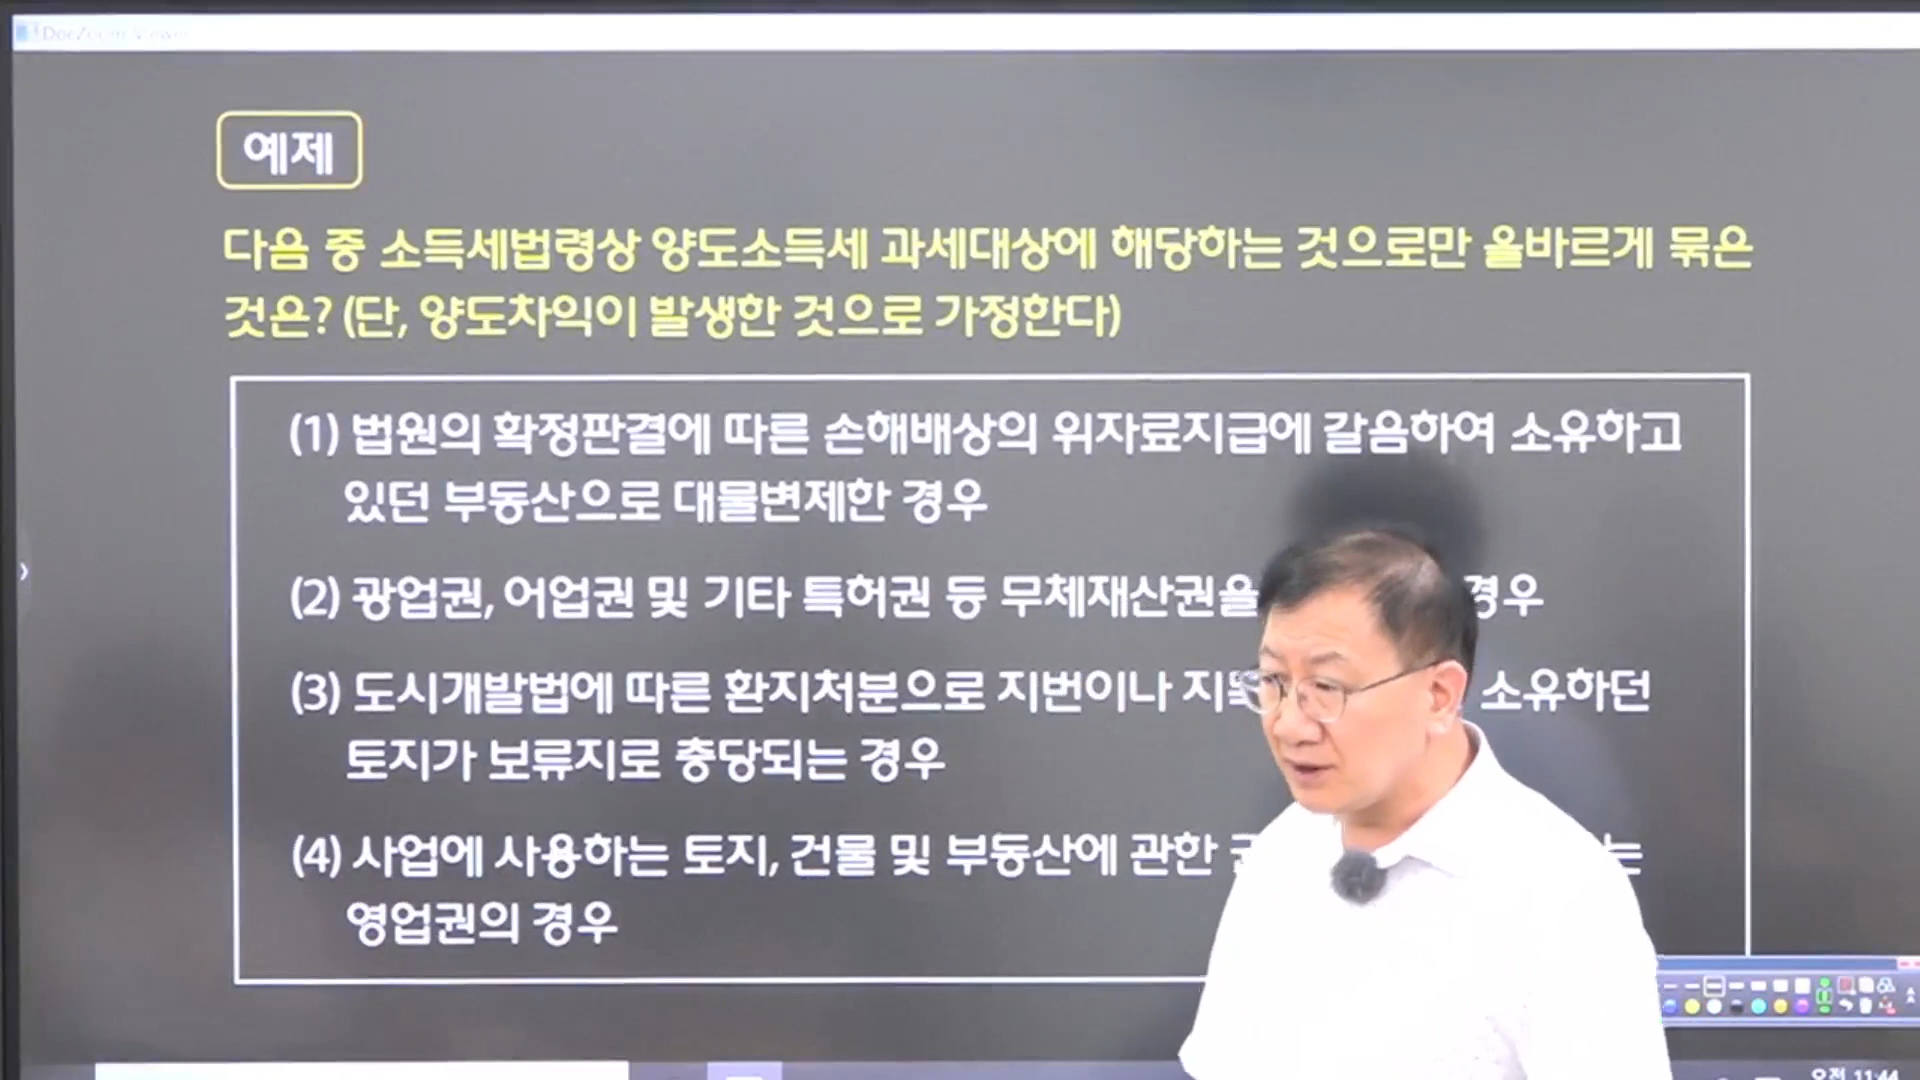 DocZoom Viewer
예제
다음 중 소득세법령상 양도소득세 과세대상에 해당하는 것으로만 올바르게 묶은
것은? (단, 양도차익이 발생한 것으로 가정한다)
(1) 법원의 확정판결에 따른 손해배상의 위자료지급에 갈음하여 소유하고
있던 부동산으로 대물변제한 경우
(2) 광업권, 어업권 및 기타 특허권 등 무체재산권을 경우
(3) 도시개발법에 따른 환지처분으로 지번이나 소유하던
토지가 보류지로 충당되는 경우
(4) 사업에 사용하는 토지, 건물 및 부동산에 관한 는
영업권의 경우
오전 11:44